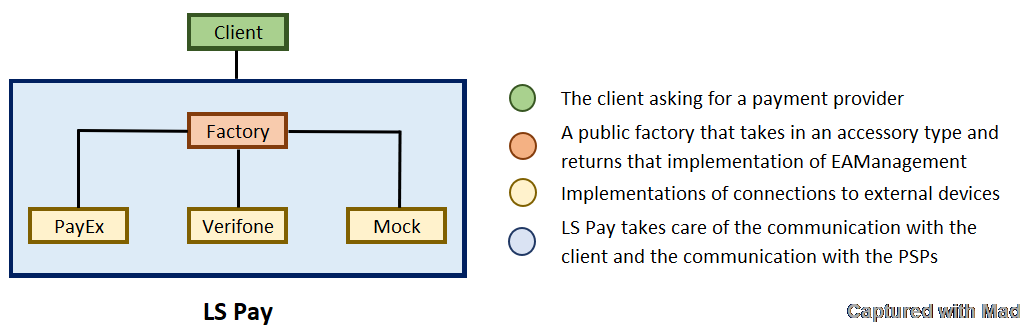 Client
Factory
PayEx
Verifone
Mock
LS Pay
The client asking for a payment provider
A public factory that takes in an accessory type and
returns that implementation of EAManagement
Implementations of connections to external devices
LS Pay takes care of the communication with the
client and the communication with the PSPs
Captured with Mad